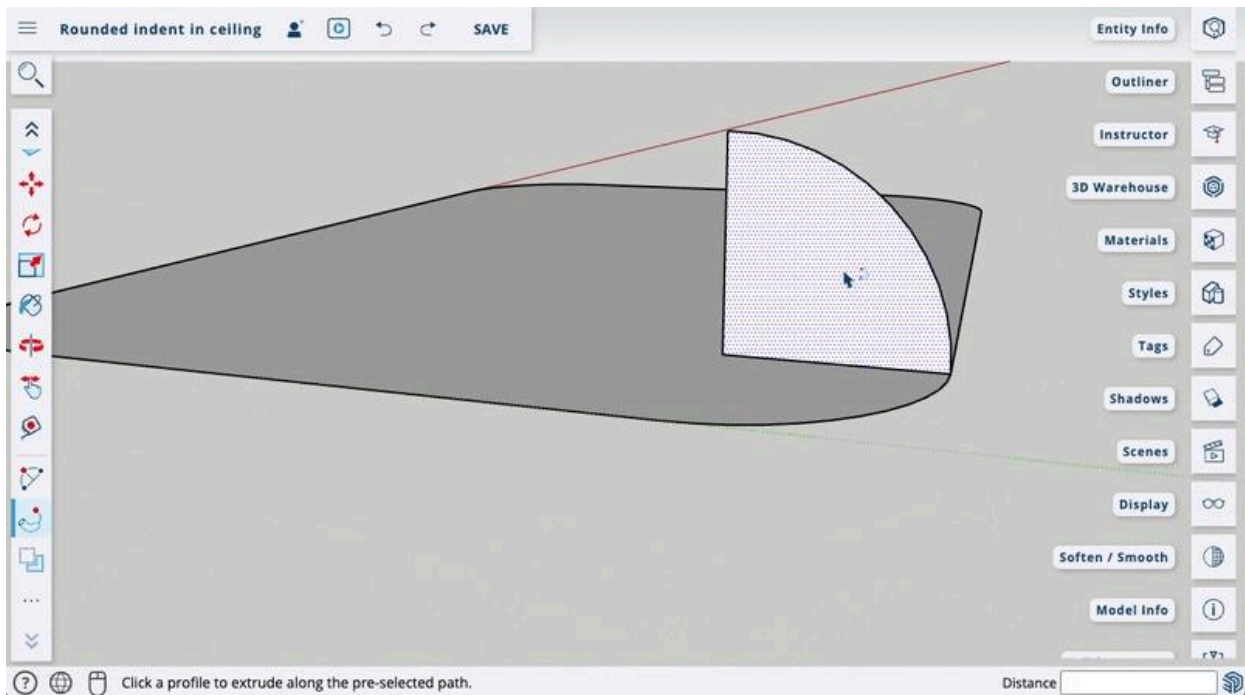 Rounded indent in ceiling
SAVE
Entity Info
Outliner
Instructor
3D Warehouse
Materials
Styles
Tags
Shadows
Scenes
Display
Soften / Smooth
Model Info
Click a profile to extrude along the pre-selected path.
Distance